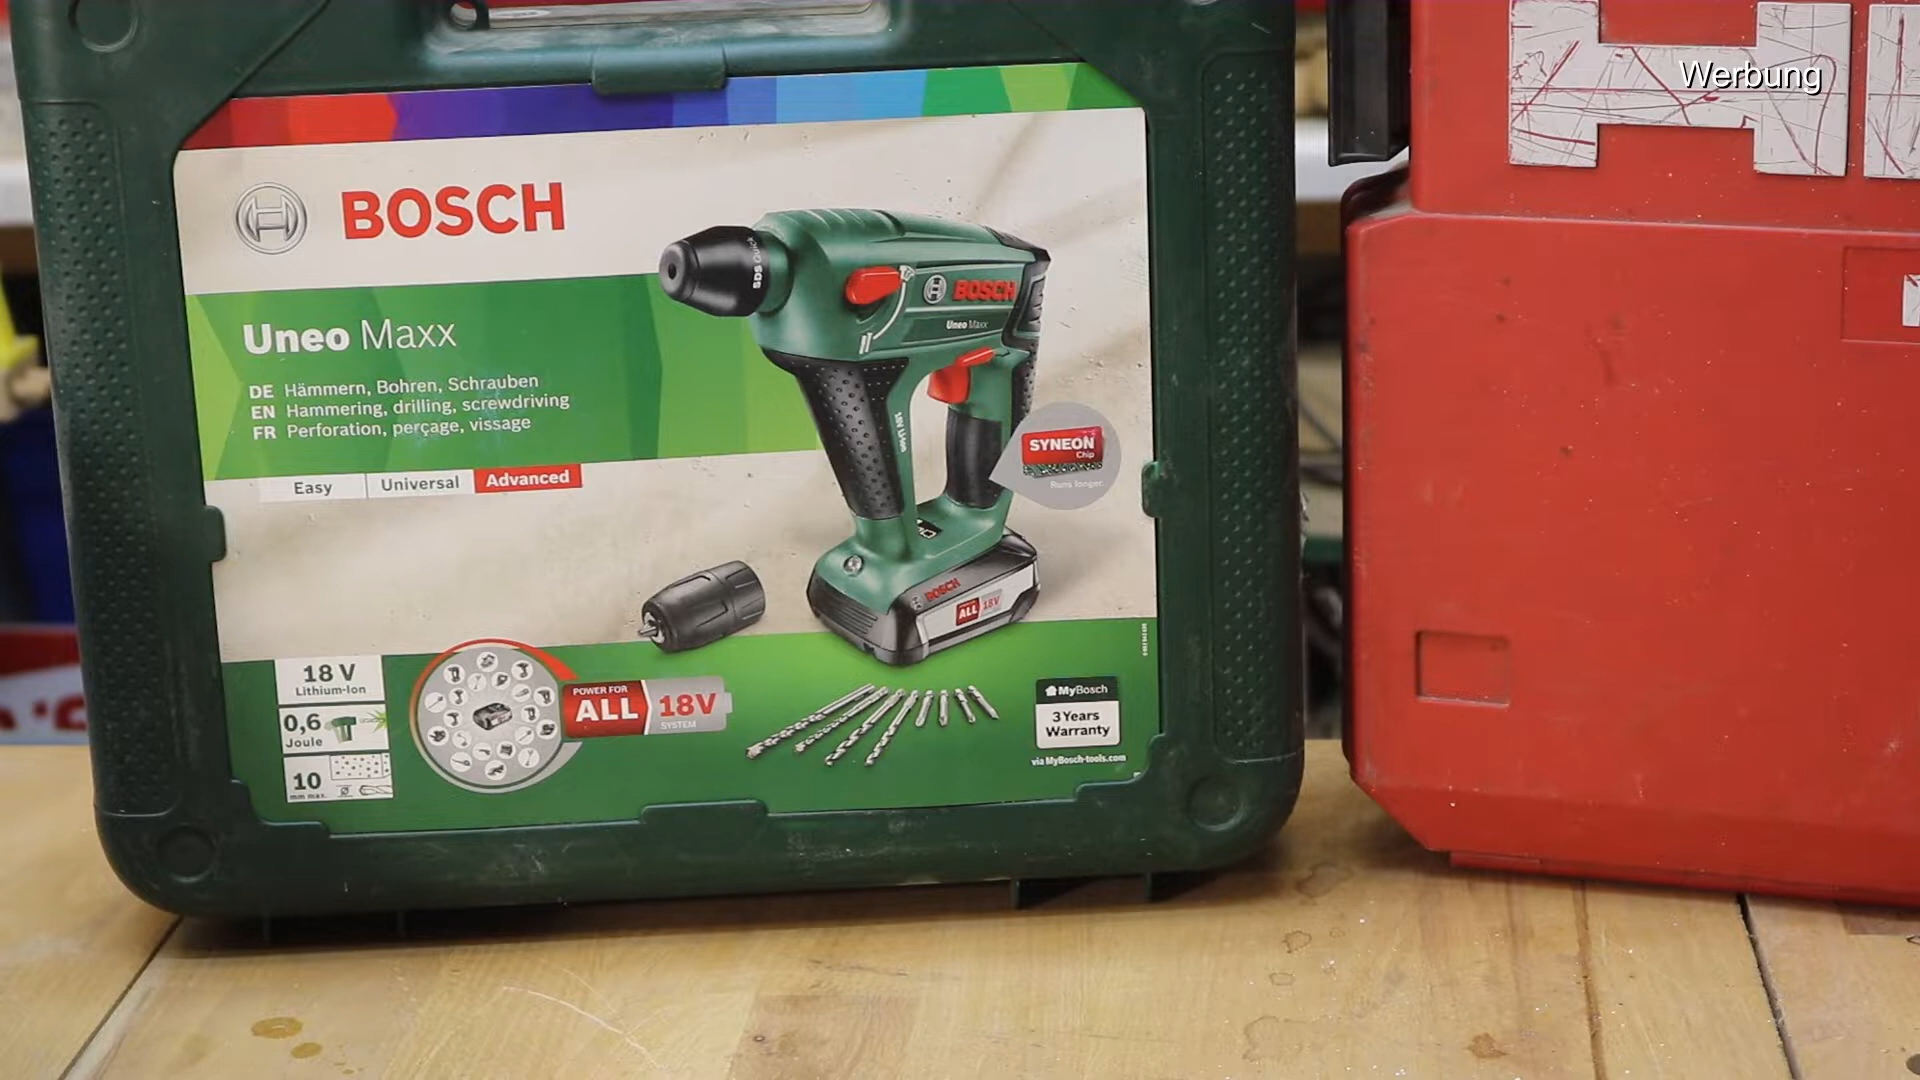 Werbung
BOSCH
SDS Quick
BOSCH
Uneo Maxx
Uneo Maxx
DE Hämmern, Bohren, Schrauben
EN Hammering, drilling, screwdriving
FR Perforation, perçage, vissage
18V Li-Ion
SYNEON
Chip
Runs longer.
Easy Universal Advanced
BOSCH
ALL 18V
18 V
Lithium-Ion
0,6
Joule
10
mm max.
POWER FOR
ALL 18V
SYSTEM
MyBosch
3 Years
Warranty
via MyBosch-tools.com